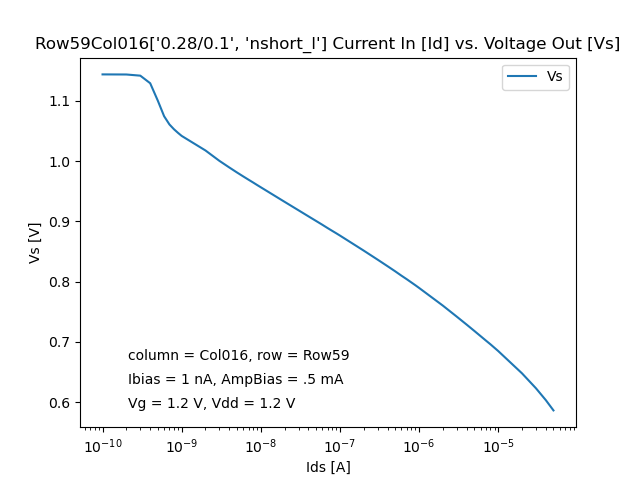 Row59Col016['0.28/0.1', 'nshort_l'] Current In [Id] vs. Voltage Out [Vs]
Vs
1.1
1.0
0.9
0.8
0.7
0.6
Vs [V]
column = Col016, row = Row59
Ibias = 1 nA, AmpBias = .5 mA
Vg = 1.2 V, Vdd = 1.2 V
10⁻¹⁰ 10⁻⁹ 10⁻⁸ 10⁻⁷ 10⁻⁶ 10⁻⁵
Ids [A]